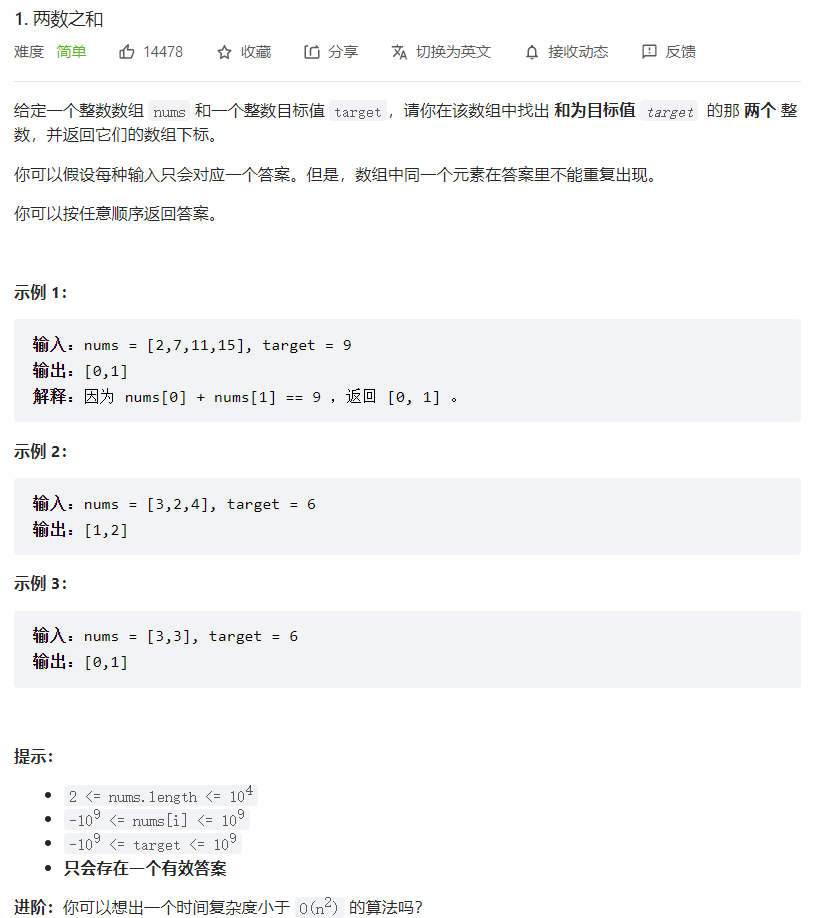 1. 两数之和
难度 简单 14478 收藏 分享 切换为英文 接收动态 反馈
给定一个整数数组 nums 和一个整数目标值 target，请你在该数组中找出 和为目标值 target 的那 两个 整
数，并返回它们的数组下标。
你可以假设每种输入只会对应一个答案。但是，数组中同一个元素在答案里不能重复出现。
你可以按任意顺序返回答案。
示例 1：
输入：nums = [2,7,11,15], target = 9
输出：[0,1]
解释：因为 nums[0] + nums[1] == 9 ，返回 [0, 1] 。
示例 2：
输入：nums = [3,2,4], target = 6
输出：[1,2]
示例 3：
输入：nums = [3,3], target = 6
输出：[0,1]
提示：
• 2 <= nums.length <= 10⁴
• -10⁹ <= nums[i] <= 10⁹
• -10⁹ <= target <= 10⁹
• 只会存在一个有效答案
进阶：你可以想出一个时间复杂度小于 O(n²) 的算法吗？